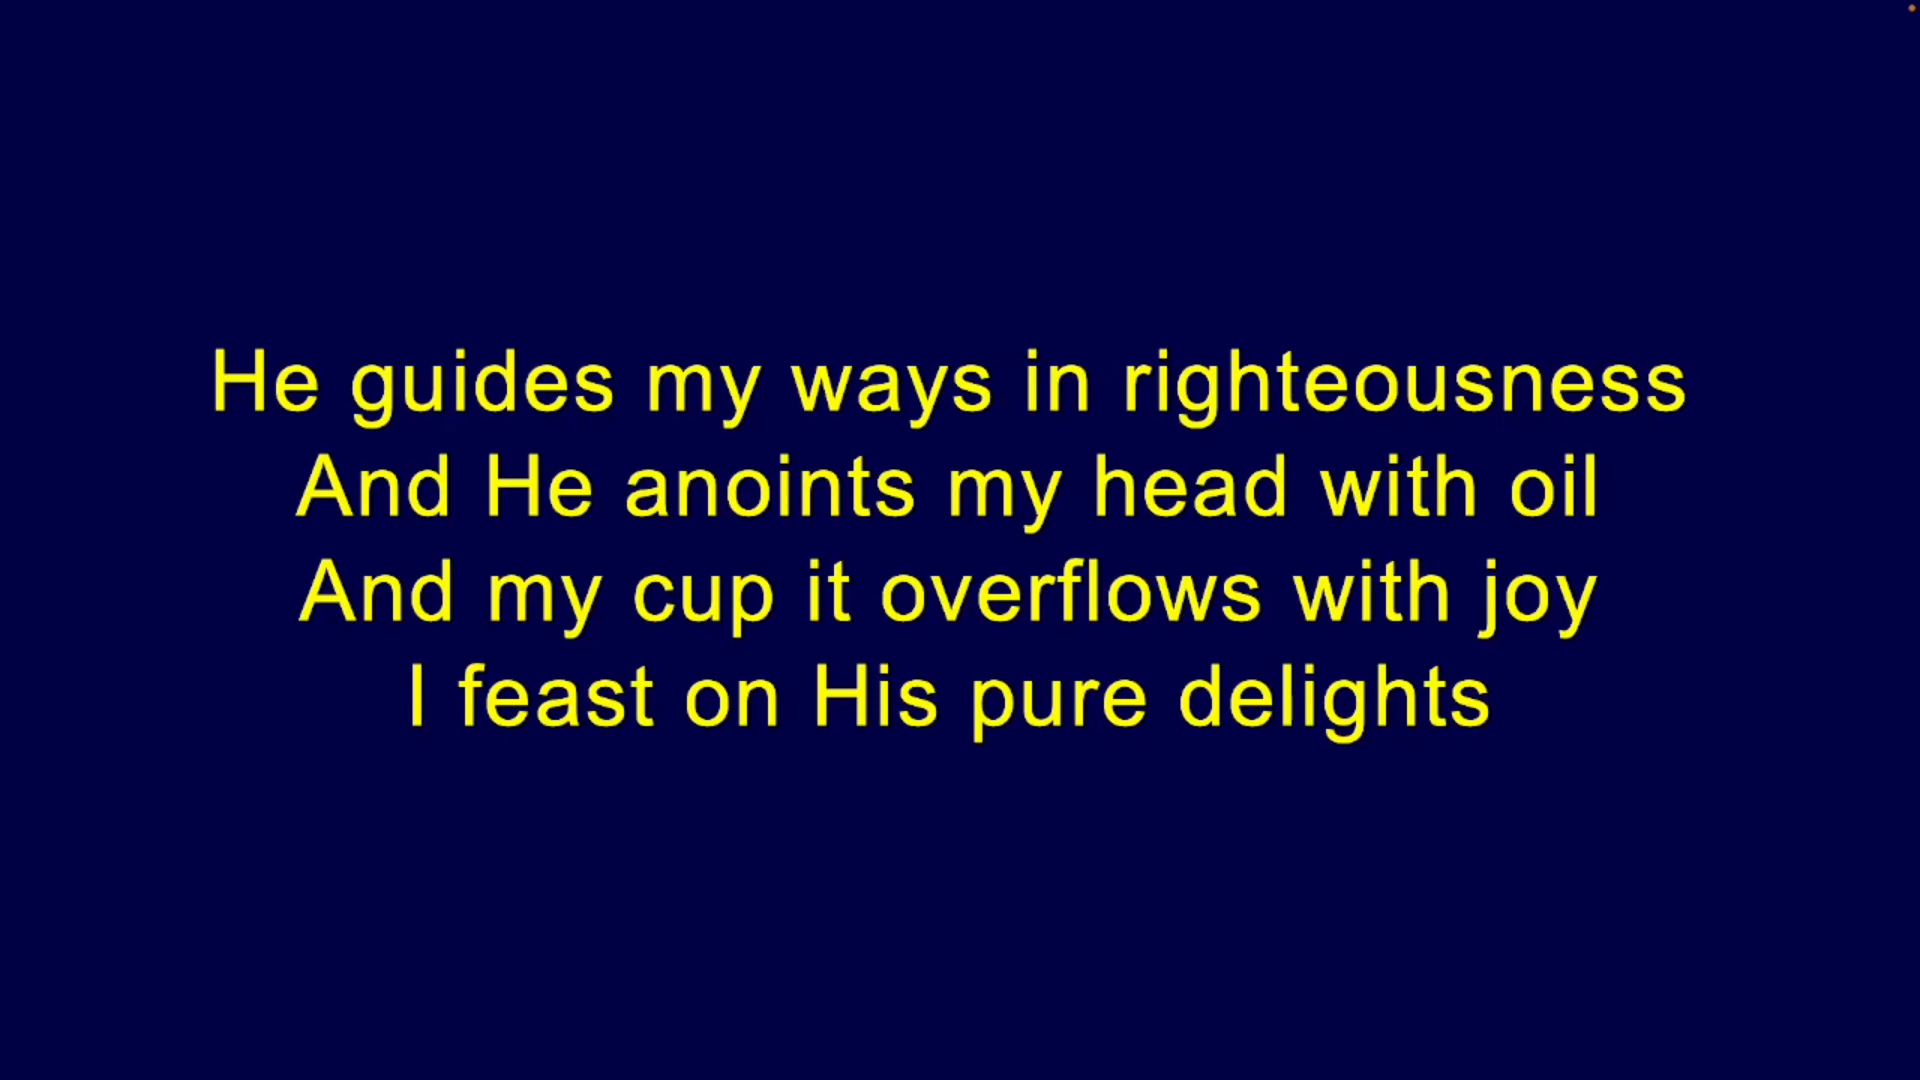 He guides my ways in righteousness
And He anoints my head with oil
And my cup it overflows with joy
I feast on His pure delights